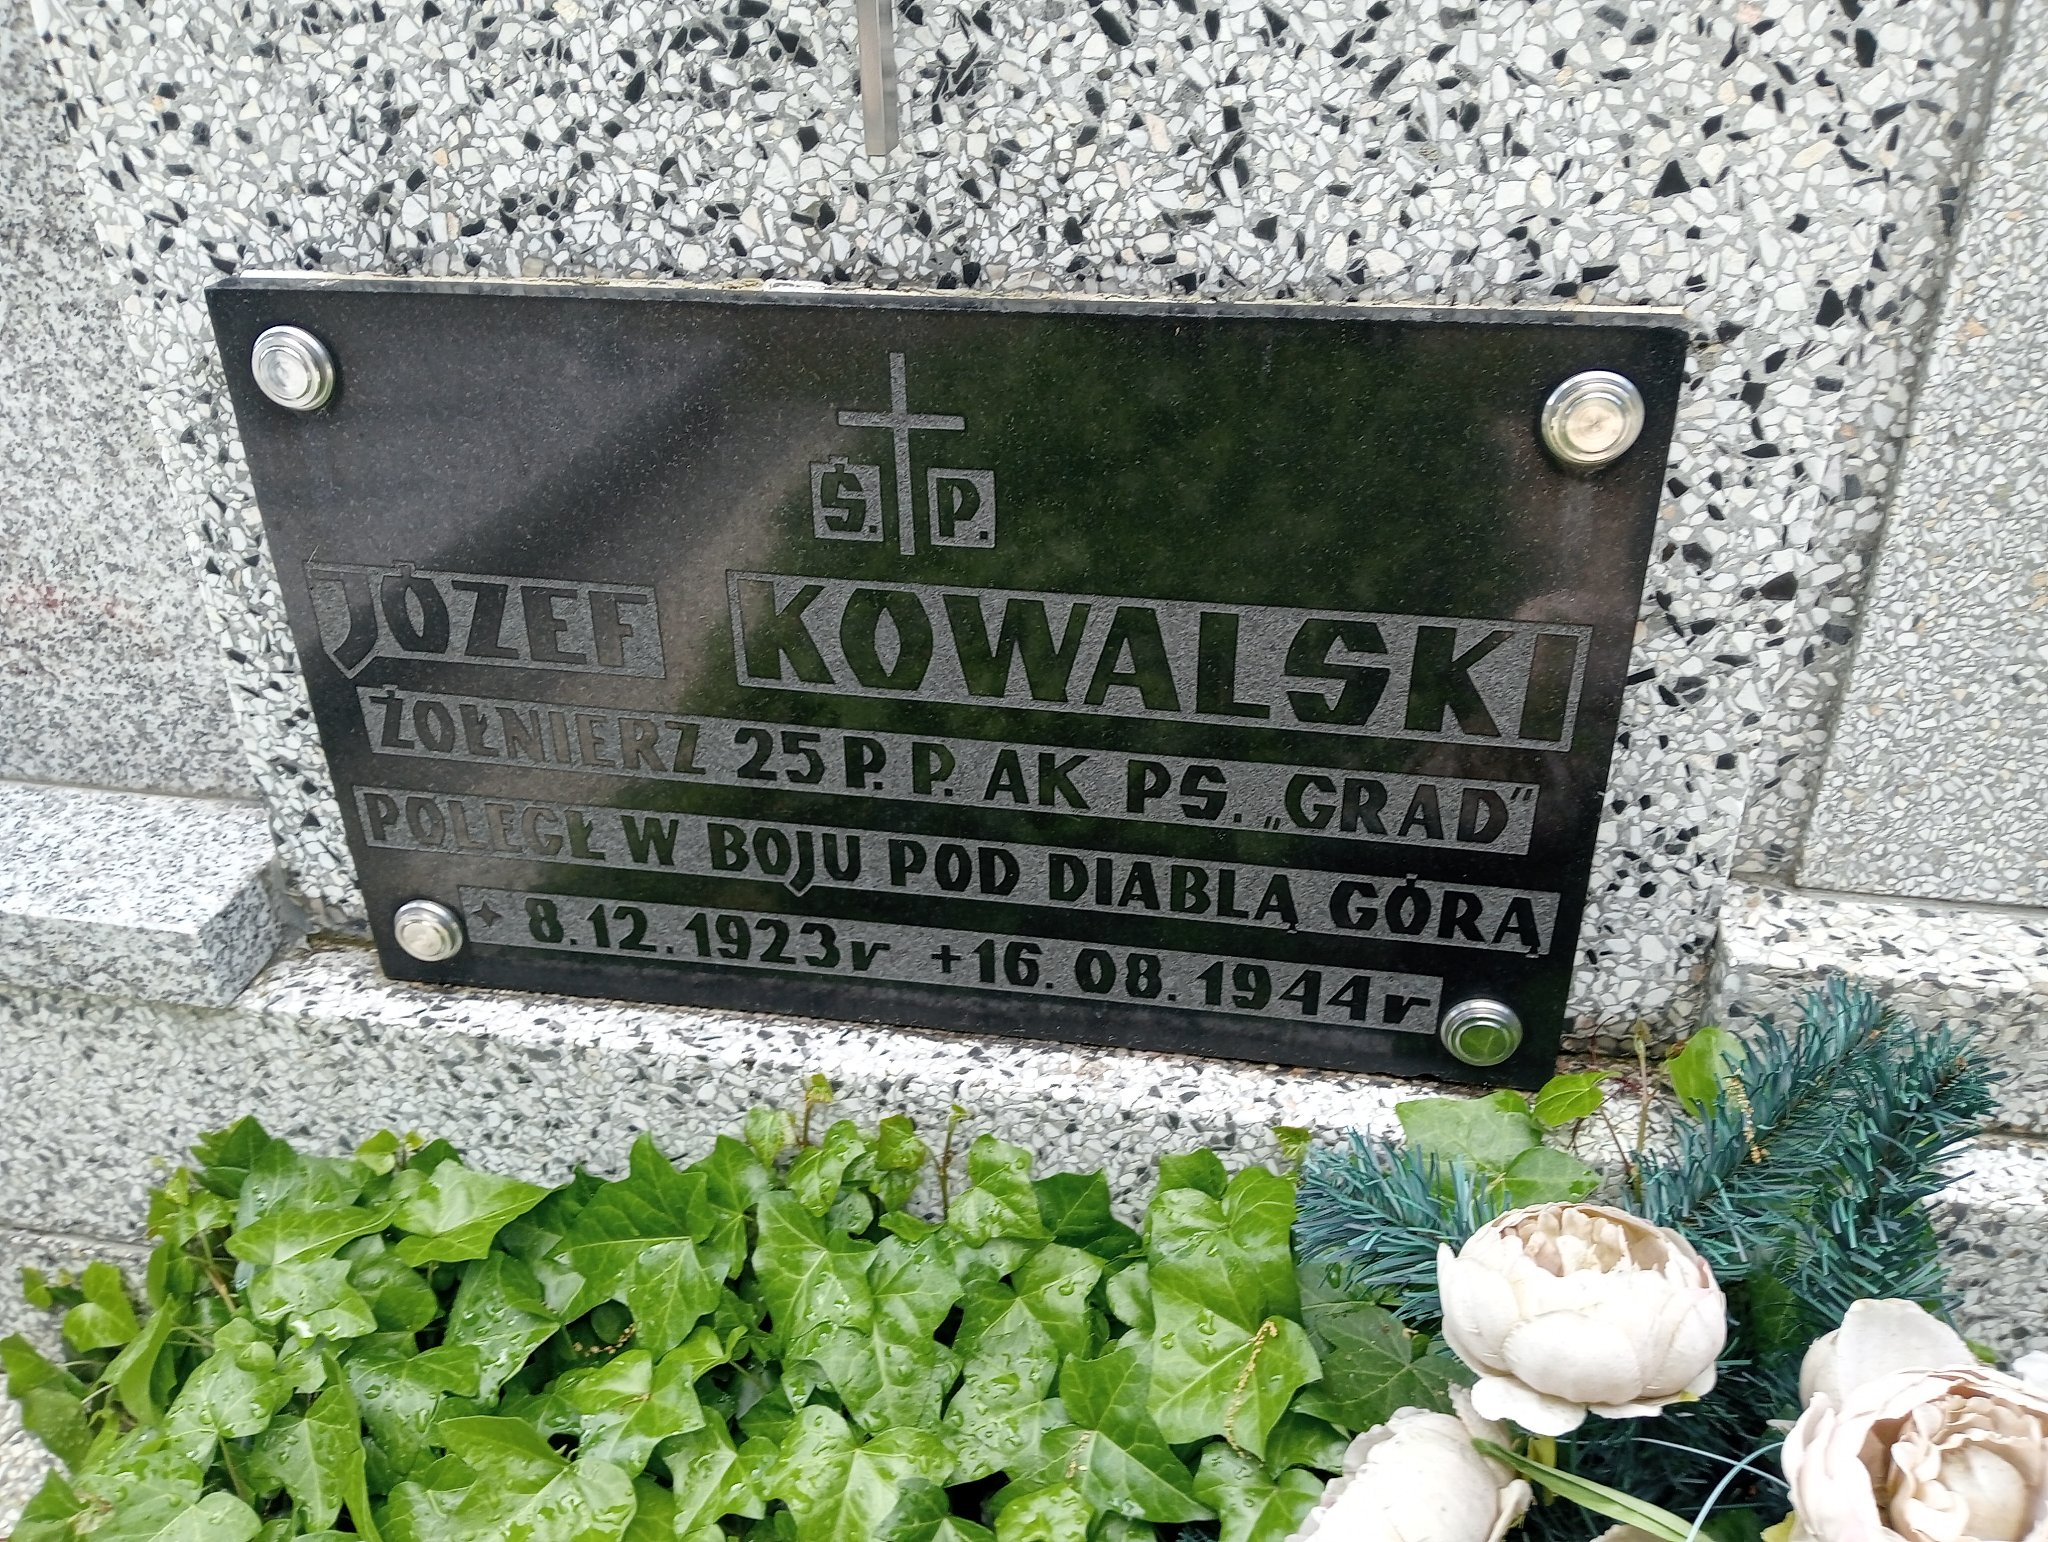 Ś. P.
JÓZEF KOWALSKI
ŻOŁNIERZ 25 P. P. AK PS. „GRAD"
POLEGŁ W BOJU POD DIABLĄ GÓRĄ
✦ 8.12.1923r +16.08.1944r